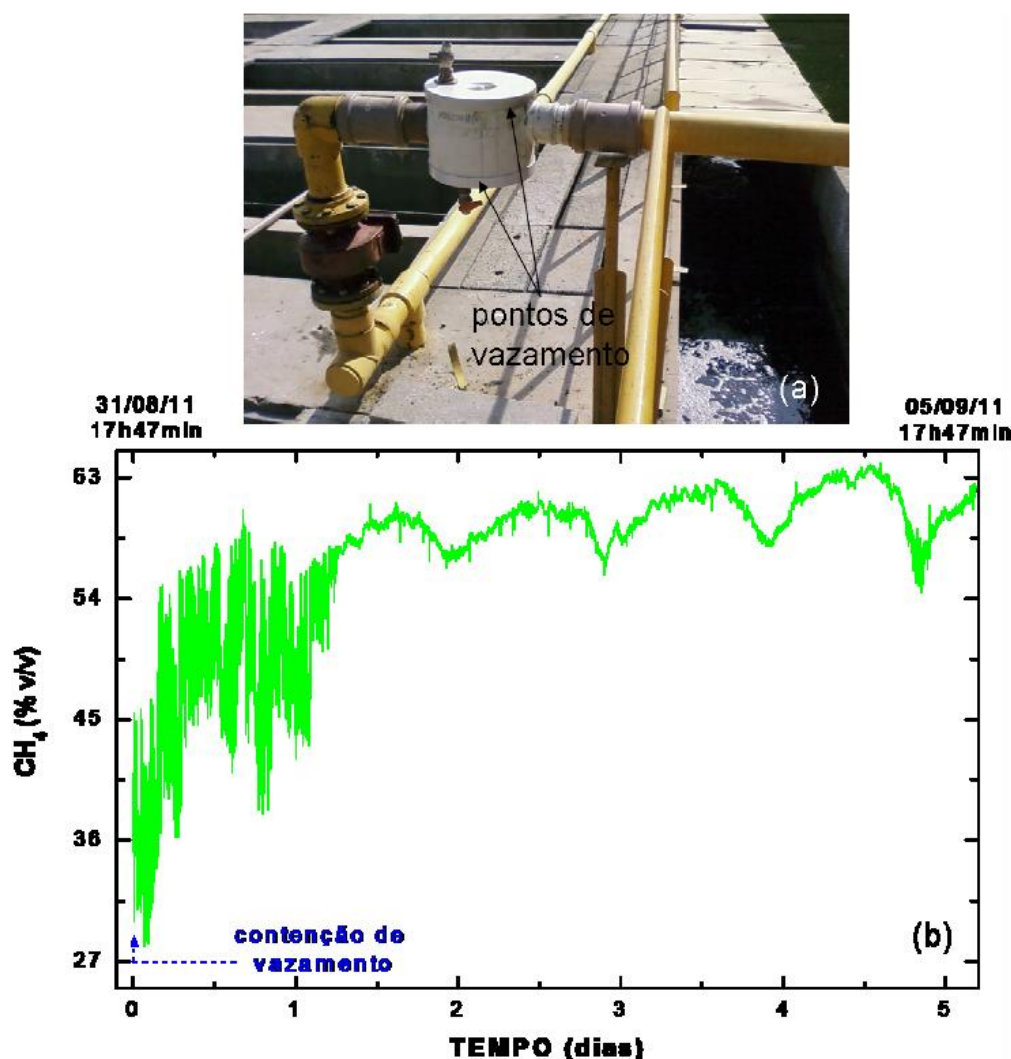 pontos de
vazamento
(a)
31/08/11
17h47min
05/09/11
17h47min
63
54
45
36
27
CH4 (% v/v)
contenção de
vazamento
(b)
0
1
2
3
4
5
TEMPO (dias)